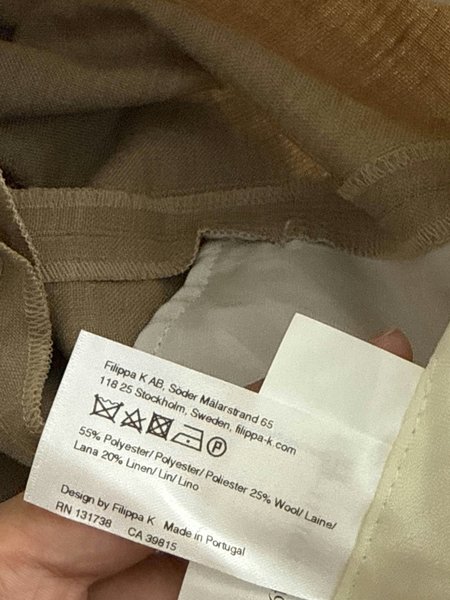 Filippa K AB, Söder Mälarstrand 65
118 25 Stockholm, Sweden, filippa-k.com
P
55% Polyester/ Polyester/ Poliester 25% Wool/ Laine/
Lana 20% Linen/ Lin/ Lino
Design by Filippa K Made in Portugal
RN 131738 CA 39815